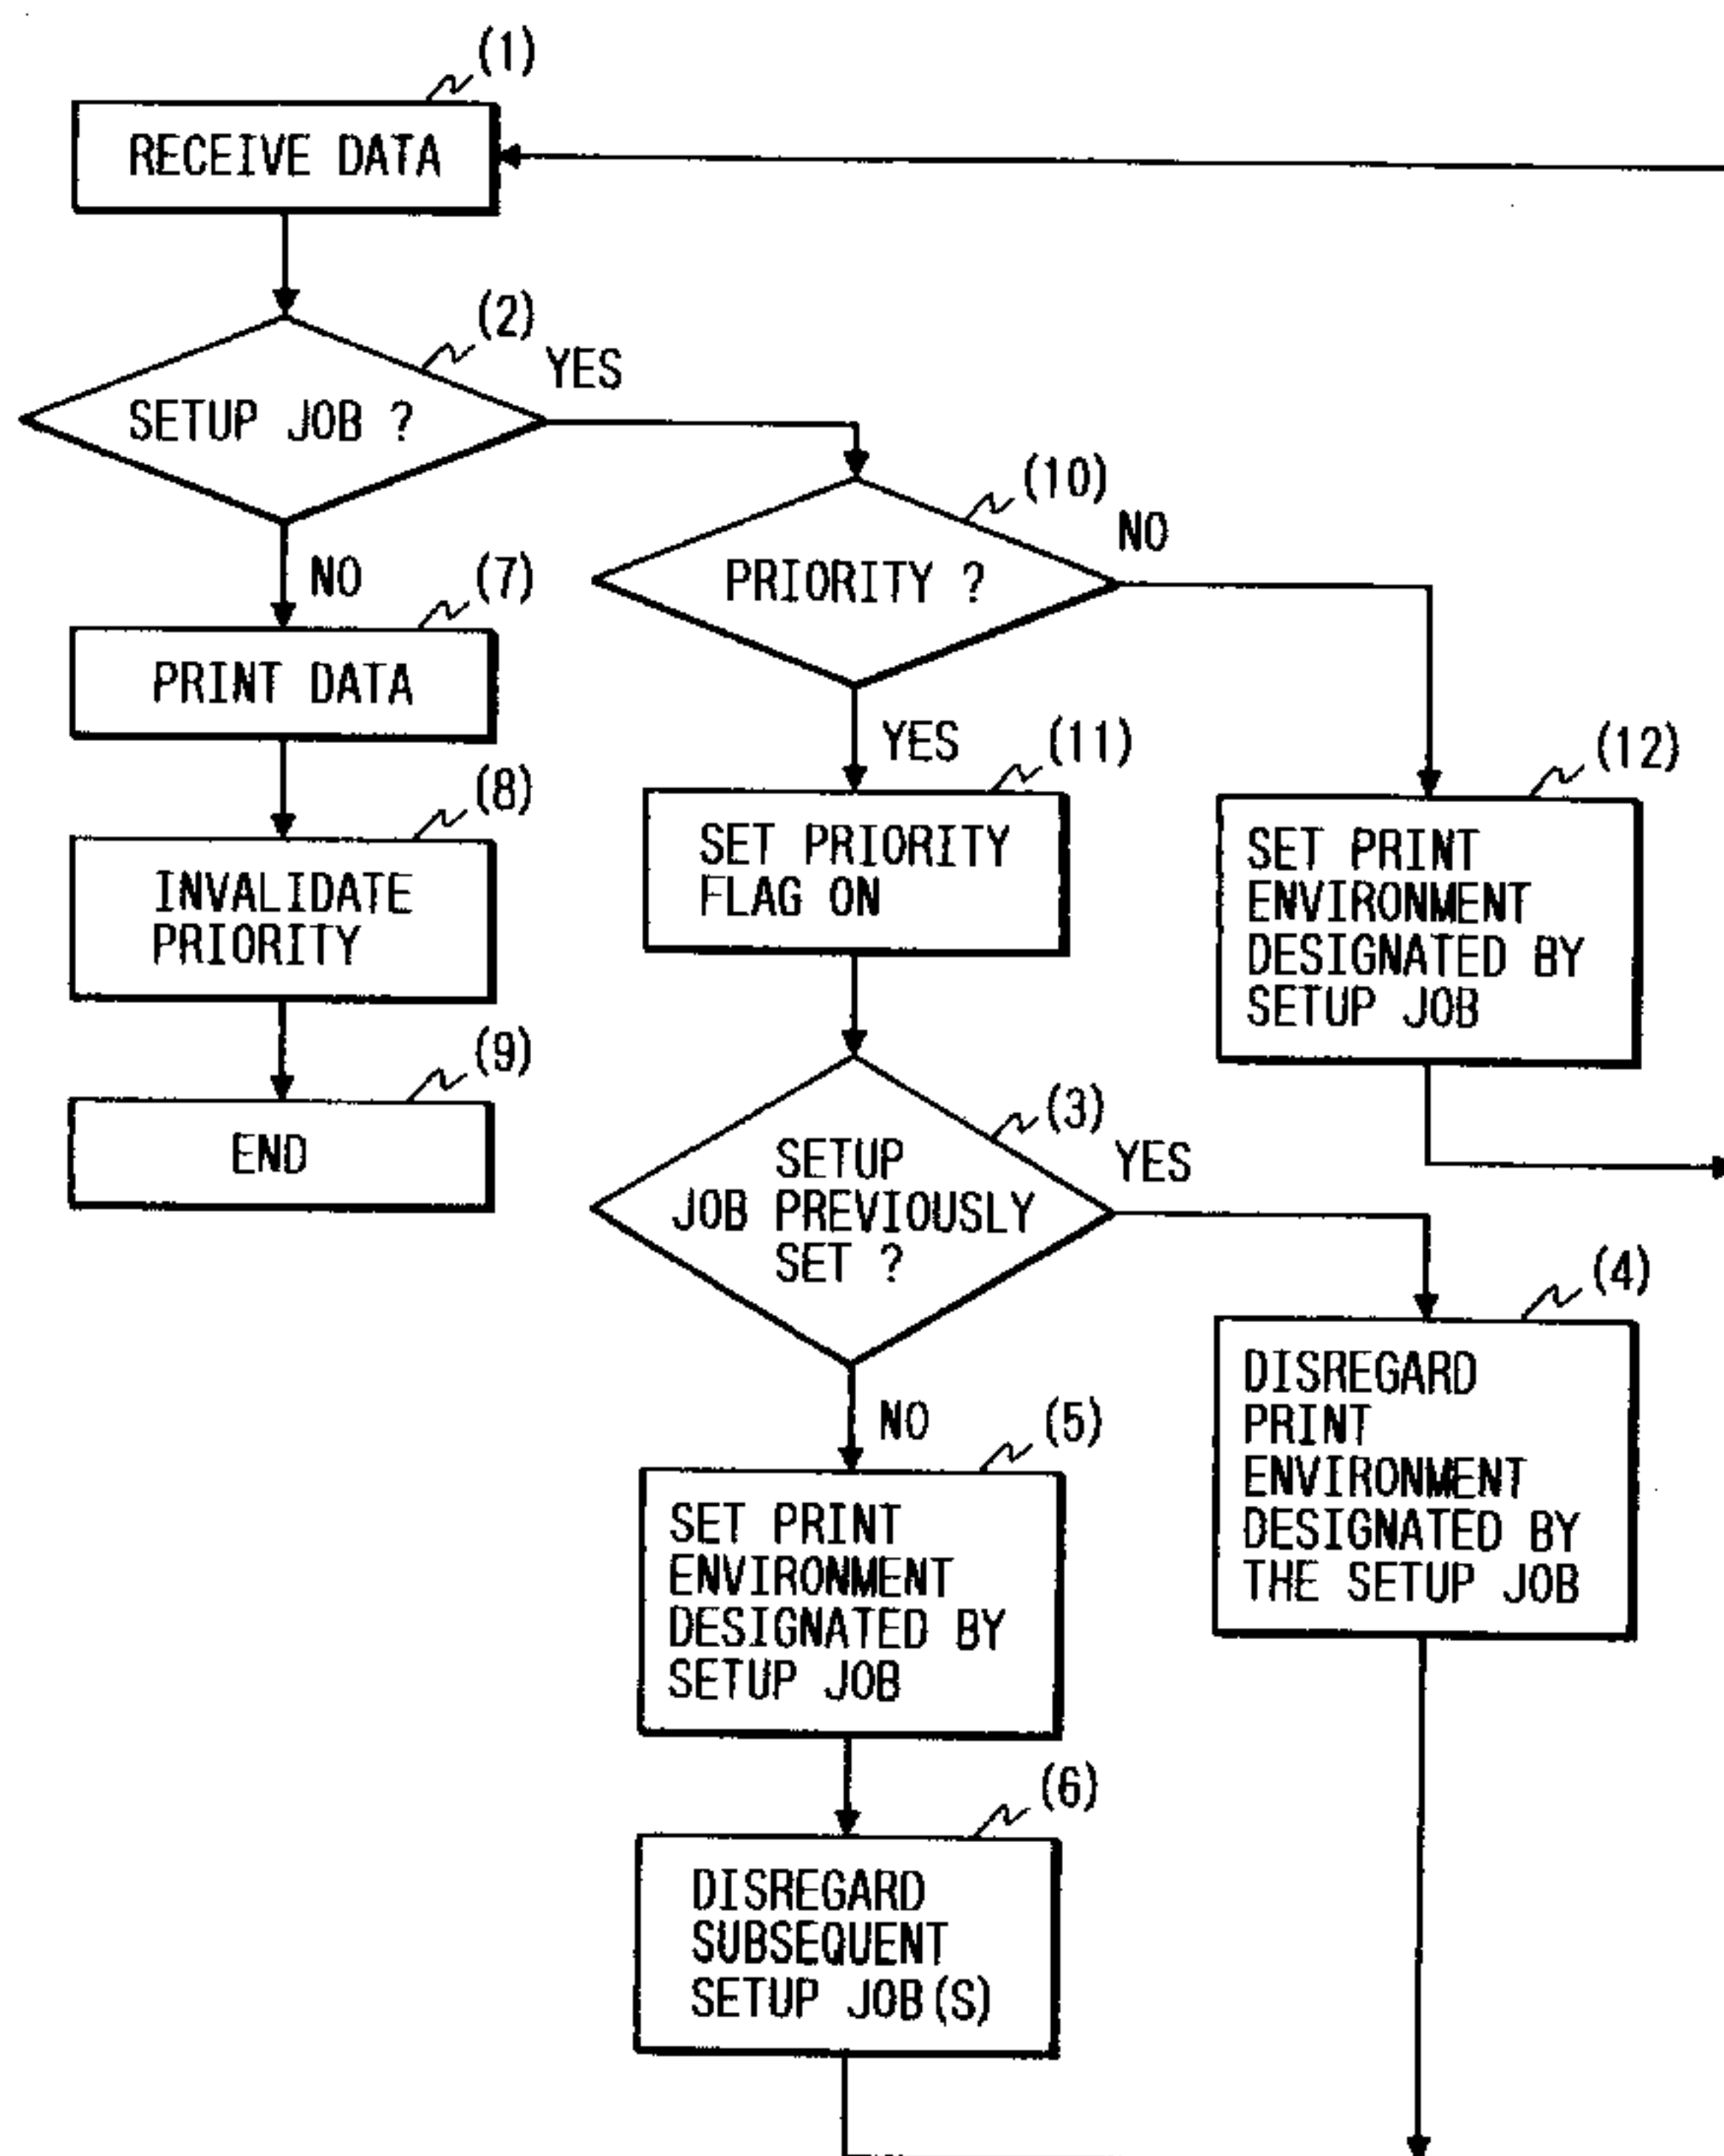 (1)
RECEIVE DATA
(2)
YES
SETUP JOB ?
NO
(7)
PRINT DATA
(8)
INVALIDATE
PRIORITY
(9)
END
(10)
NO
PRIORITY ?
YES
(11)
SET PRIORITY
FLAG ON
(12)
SET PRINT
ENVIRONMENT
DESIGNATED BY
SETUP JOB
(3)
YES
SETUP
JOB PREVIOUSLY
SET ?
(4)
DISREGARD
PRINT
ENVIRONMENT
DESIGNATED BY
THE SETUP JOB
NO
(5)
SET PRINT
ENVIRONMENT
DESIGNATED BY
SETUP JOB
(6)
DISREGARD
SUBSEQUENT
SETUP JOB(S)